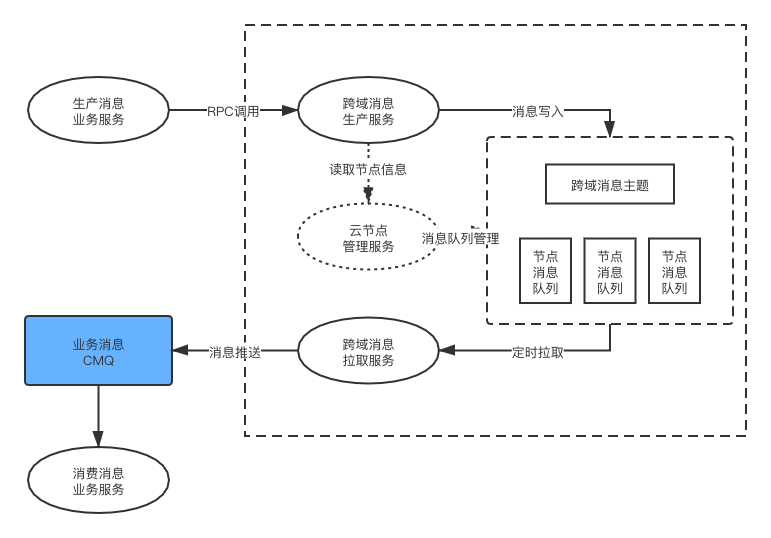 生产消息
业务服务
RPC调用
跨域消息
生产服务
消息写入
读取节点信息
跨域消息主题
云节点
管理服务
消息队列管理
节点
消息
队列
节点
消息
队列
节点
消息
队列
业务消息
CMQ
消息推送
跨域消息
拉取服务
定时拉取
消费消息
业务服务